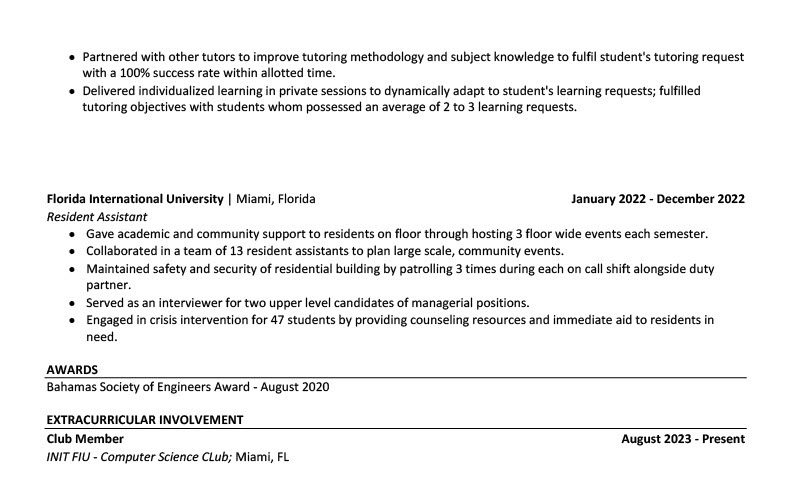 • Partnered with other tutors to improve tutoring methodology and subject knowledge to fulfil student's tutoring request
with a 100% success rate within allotted time.
• Delivered individualized learning in private sessions to dynamically adapt to student's learning requests; fulfilled
tutoring objectives with students whom possessed an average of 2 to 3 learning requests.
Florida International University | Miami, Florida January 2022 - December 2022
Resident Assistant
• Gave academic and community support to residents on floor through hosting 3 floor wide events each semester.
• Collaborated in a team of 13 resident assistants to plan large scale, community events.
• Maintained safety and security of residential building by patrolling 3 times during each on call shift alongside duty
partner.
• Served as an interviewer for two upper level candidates of managerial positions.
• Engaged in crisis intervention for 47 students by providing counseling resources and immediate aid to residents in
need.
AWARDS
Bahamas Society of Engineers Award - August 2020
EXTRACURRICULAR INVOLVEMENT
Club Member August 2023 - Present
INIT FIU - Computer Science CLub; Miami, FL